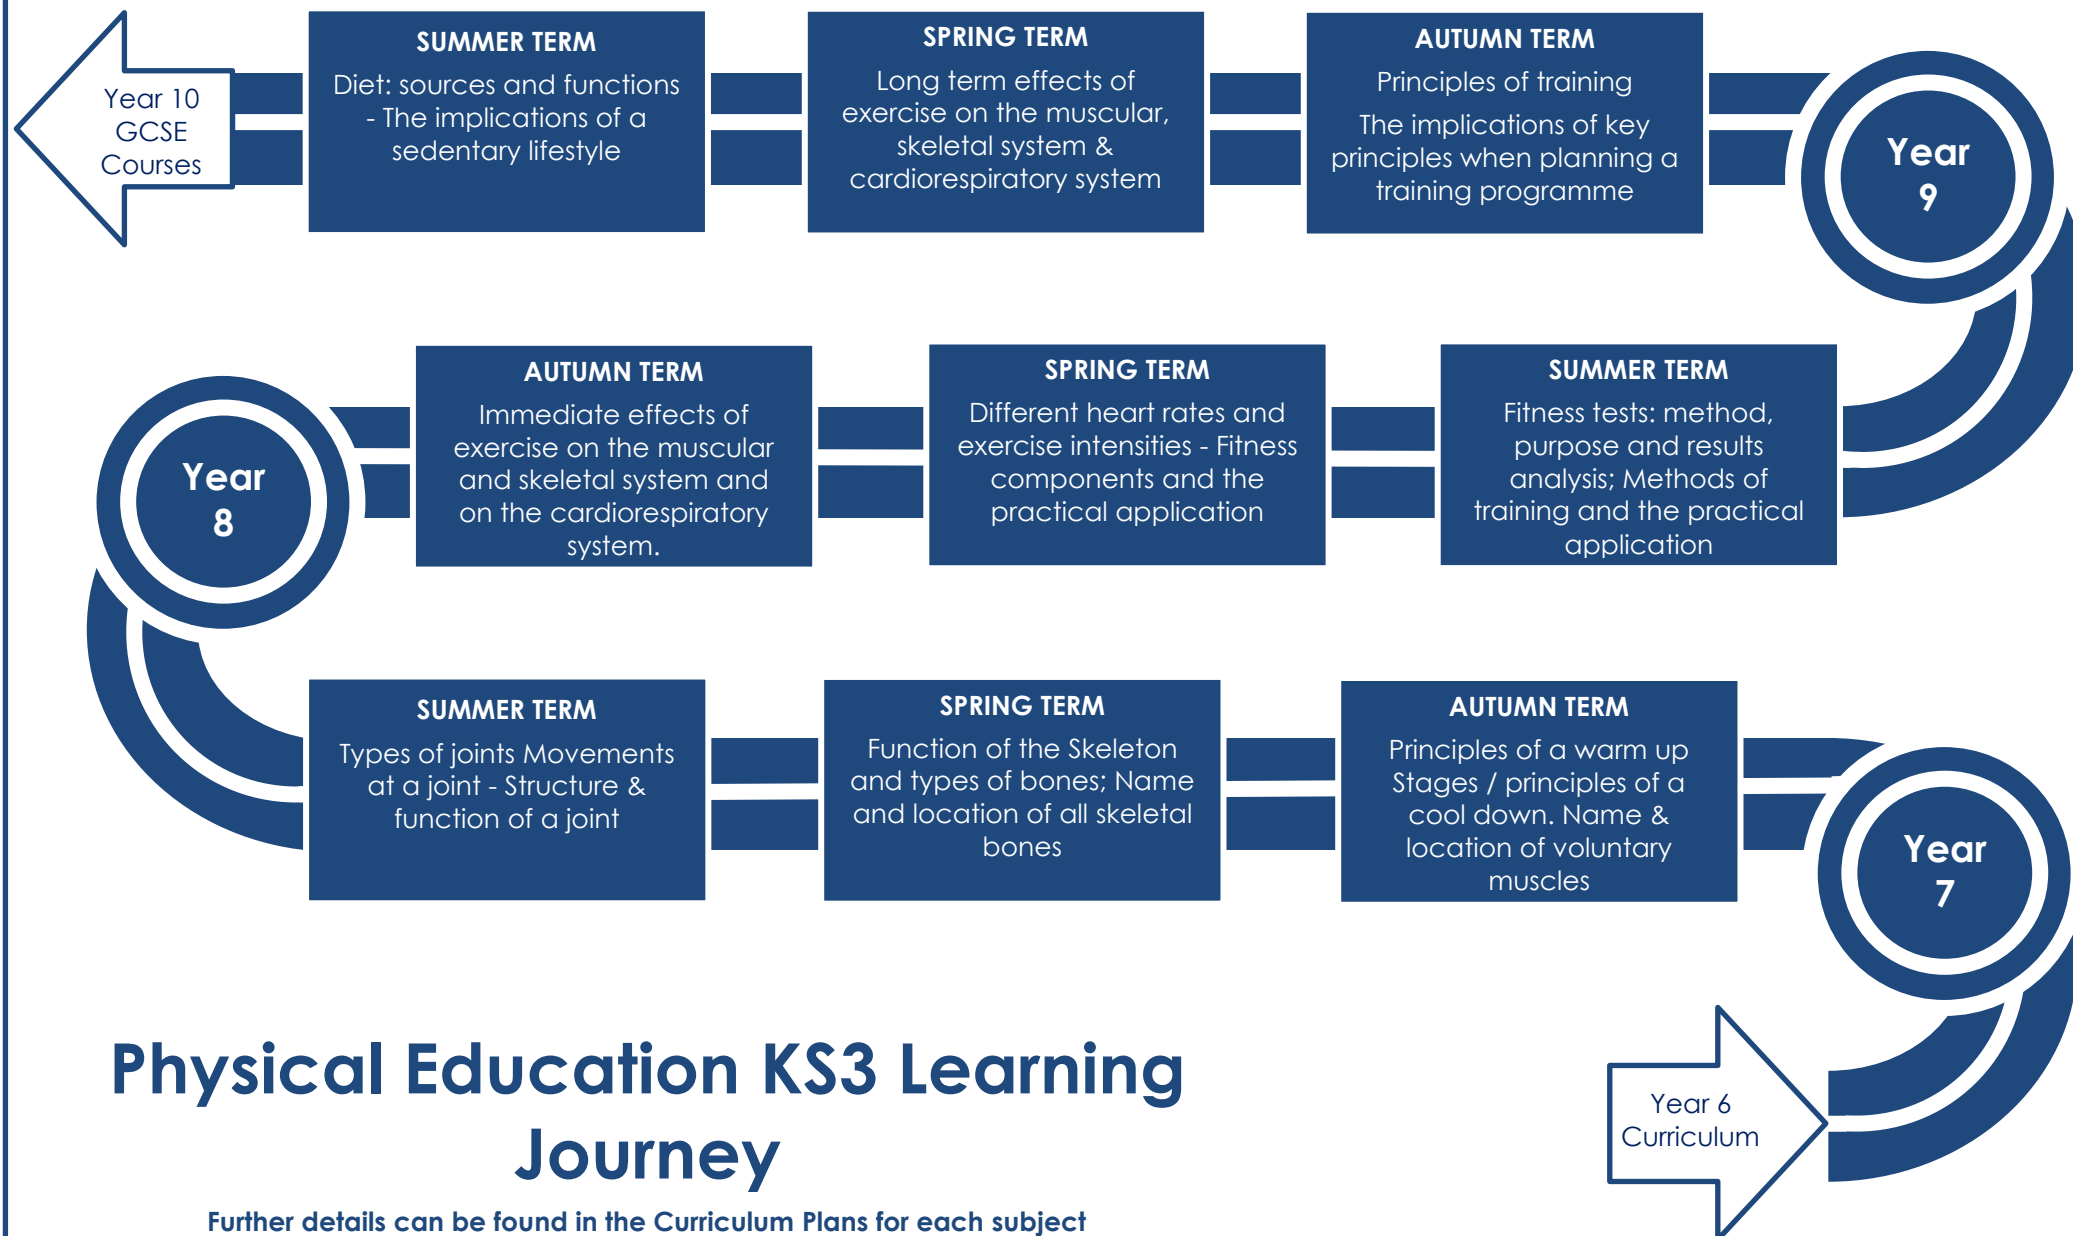 SUMMER TERM
Diet: sources and functions
- The implications of a
sedentary lifestyle
SPRING TERM
Long term effects of
exercise on the muscular,
skeletal system &
cardiorespiratory system
AUTUMN TERM
Principles of training
The implications of key
principles when planning a
training programme
Year 10
GCSE
Courses
Year
9
AUTUMN TERM
Immediate effects of
exercise on the muscular
and skeletal system and
on the cardiorespiratory
system.
SPRING TERM
Different heart rates and
exercise intensities - Fitness
components and the
practical application
SUMMER TERM
Fitness tests: method,
purpose and results
analysis; Methods of
training and the practical
application
Year
8
SUMMER TERM
Types of joints Movements
at a joint - Structure &
function of a joint
SPRING TERM
Function of the Skeleton
and types of bones; Name
and location of all skeletal
bones
AUTUMN TERM
Principles of a warm up
Stages / principles of a
cool down. Name &
location of voluntary
muscles
Year
7
Physical Education KS3 Learning
Journey
Further details can be found in the Curriculum Plans for each subject
Year 6
Curriculum